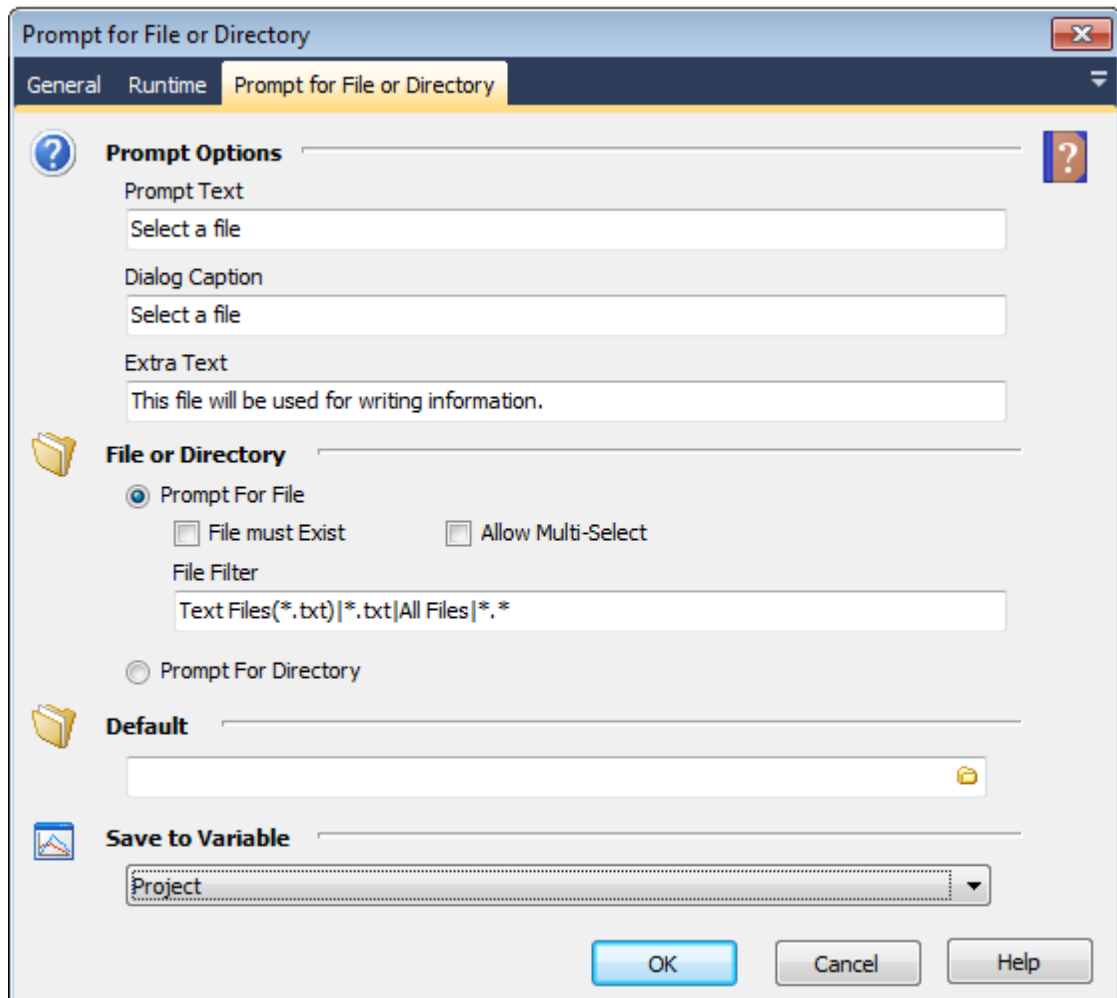 Prompt for File or Directory
General Runtime Prompt for File or Directory
Prompt Options
Prompt Text
Select a file
Dialog Caption
Select a file
Extra Text
This file will be used for writing information.
File or Directory
Prompt For File
File must Exist Allow Multi-Select
File Filter
Text Files(*.txt)|*.txt|All Files|*.*
Prompt For Directory
Default
Save to Variable
Project
OK Cancel Help